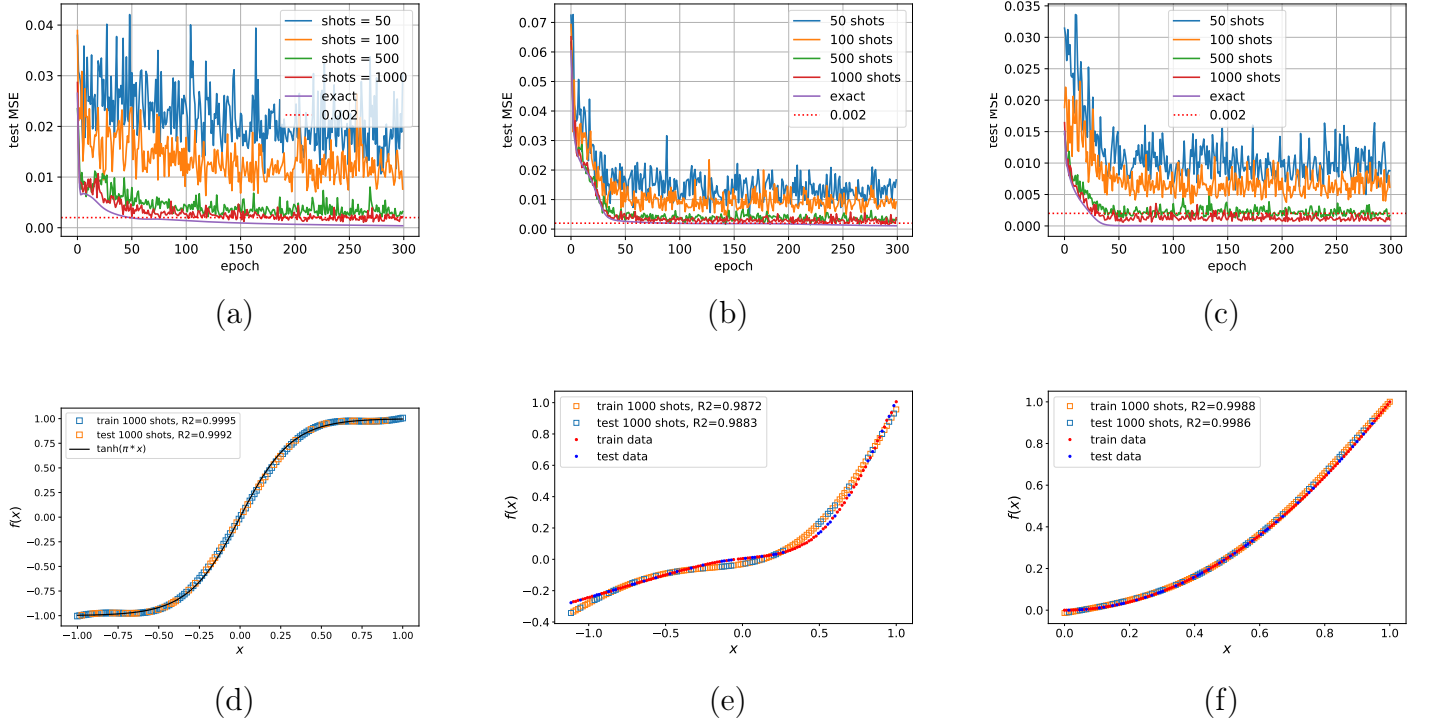 0.04
0.03
0.02
0.01
0.00
test MSE
0 50 100 150 200 250 300
epoch
shots = 50
shots = 100
shots = 500
shots = 1000
exact
0.002
(a)
0.07
0.06
0.05
0.04
0.03
0.02
0.01
0.00
test MSE
0 50 100 150 200 250 300
epoch
50 shots
100 shots
500 shots
1000 shots
exact
0.002
(b)
0.035
0.030
0.025
0.020
0.015
0.010
0.005
0.000
test MSE
0 50 100 150 200 250 300
epoch
50 shots
100 shots
500 shots
1000 shots
exact
0.002
(c)
1.00
0.75
0.50
0.25
0.00
−0.25
−0.50
−0.75
−1.00
f(x)
−1.00 −0.75 −0.50 −0.25 0.00 0.25 0.50 0.75 1.00
x
train 1000 shots, R2=0.9995
test 1000 shots, R2=0.9992
tanh(π*x)
(d)
1.0
0.8
0.6
0.4
0.2
0.0
−0.2
−0.4
f(x)
−1.0 −0.5 0.0 0.5 1.0
x
train 1000 shots, R2=0.9872
test 1000 shots, R2=0.9883
train data
test data
(e)
1.0
0.8
0.6
0.4
0.2
0.0
f(x)
0.0 0.2 0.4 0.6 0.8 1.0
x
train 1000 shots, R2=0.9988
test 1000 shots, R2=0.9986
train data
test data
(f)